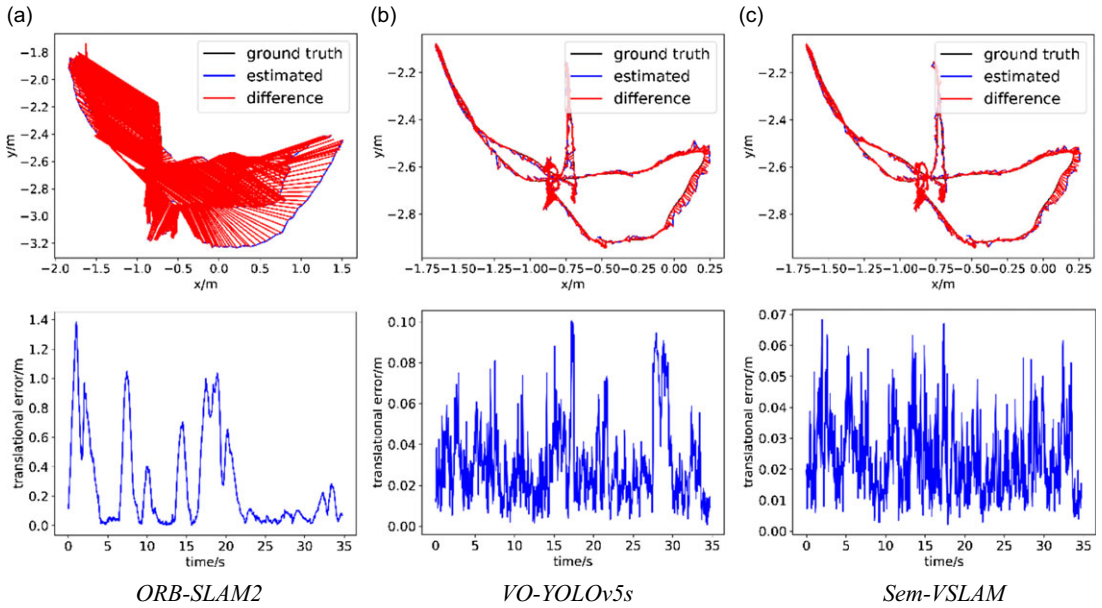 (a)
(b)
(c)
ground truth
estimated
difference
−1.8
−2.0
−2.2
−2.4
−2.6
−2.8
−3.0
−3.2
y/m
−2.0 −1.5 −1.0 −0.5 0.0 0.5 1.0 1.5
x/m
ground truth
estimated
difference
−2.2
−2.4
−2.6
−2.8
y/m
−1.75−1.50−1.25−1.00−0.75−0.50−0.25 0.00 0.25
x/m
ground truth
estimated
difference
−2.2
−2.4
−2.6
−2.8
y/m
−1.75−1.50−1.25−1.00−0.75−0.50−0.25 0.00 0.25
x/m
1.4
1.2
1.0
0.8
0.6
0.4
0.2
0.0
translational error/m
0 5 10 15 20 25 30 35
time/s
0.10
0.08
0.06
0.04
0.02
0.00
translational error/m
0 5 10 15 20 25 30 35
time/s
0.07
0.06
0.05
0.04
0.03
0.02
0.01
0.00
translational error/m
0 5 10 15 20 25 30 35
time/s
ORB-SLAM2
VO-YOLOv5s
Sem-VSLAM